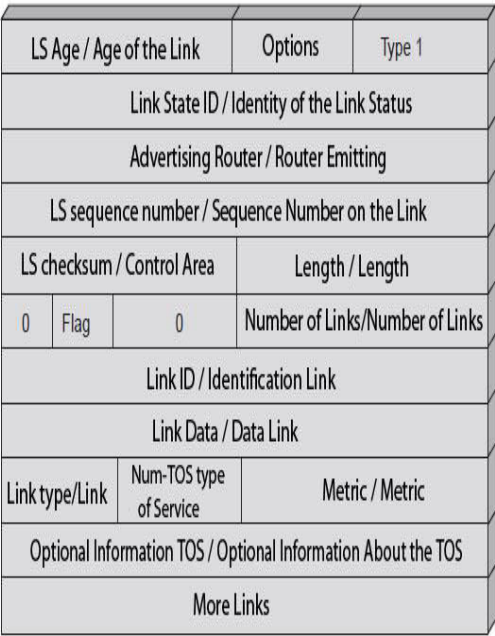 LS Age / Age of the Link Options Type 1
Link State ID / Identity of the Link Status
Advertising Router / Router Emitting
LS sequence number / Sequence Number on the Link
LS checksum / Control Area Length / Length
0 Flag 0 Number of Links/Number of Links
Link ID / Identification Link
Link Data / Data Link
Link type/Link Num-TOS type of Service Metric / Metric
Optional Information TOS / Optional Information About the TOS
More Links